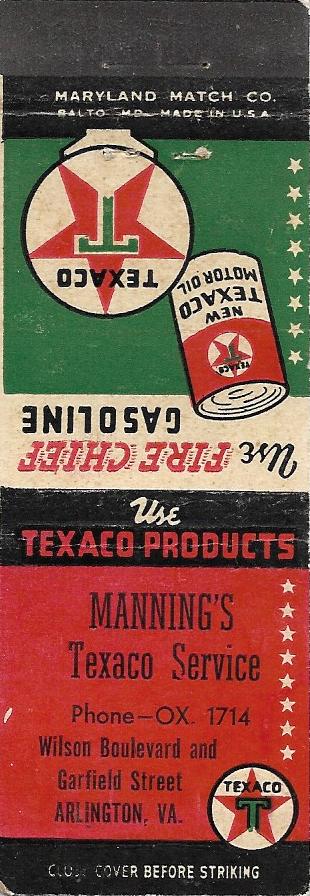 MARYLAND MATCH CO.
BALTO. MD. MADE IN U.S.A.
TEXACO
T
NEW
TEXACO
MOTOR OIL
TEXACO
T
Use FIRE CHIEF
GASOLINE
Use
TEXACO PRODUCTS
MANNING'S
Texaco Service
Phone—OX. 1714
Wilson Boulevard and
Garfield Street
ARLINGTON, VA.
TEXACO
T
CLOSE COVER BEFORE STRIKING